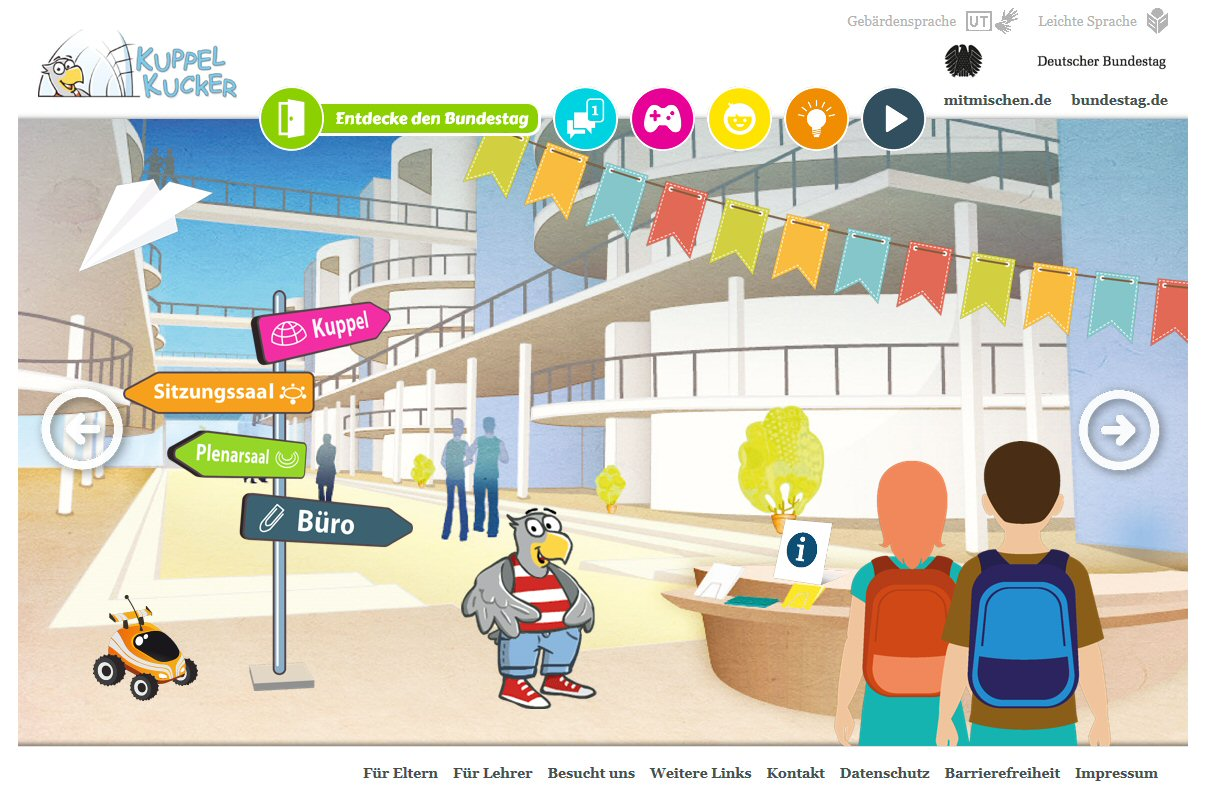 Gebärdensprache UT Leichte Sprache
KUPPEL
KUCKER
Deutscher Bundestag
mitmischen.de bundestag.de
Entdecke den Bundestag
1
Kuppel
Sitzungssaal
Plenarsaal
Büro
i
Für Eltern Für Lehrer Besucht uns Weitere Links Kontakt Datenschutz Barrierefreiheit Impressum